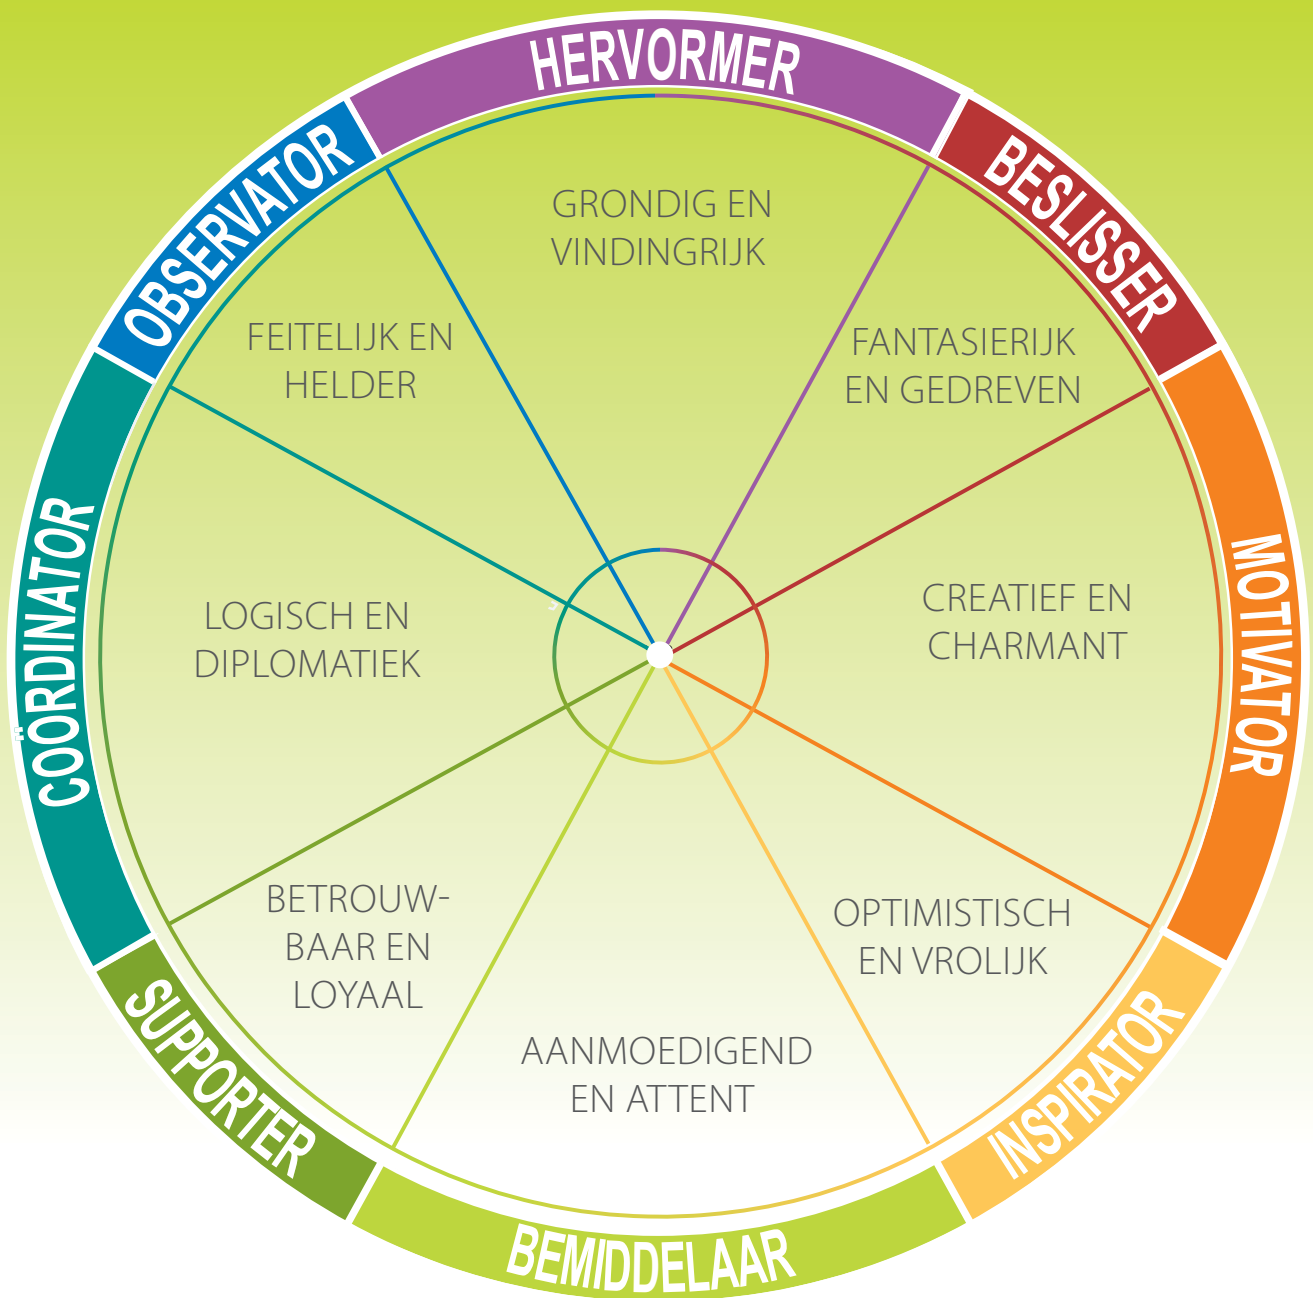 HERVORMER
BESLISSER
MOTIVATOR
INSPIRATOR
BEMIDDELAAR
SUPPORTER
COÖRDINATOR
OBSERVATOR
GRONDIG EN
VINDINGRIJK
FANTASIERIJK
EN GEDREVEN
CREATIEF EN
CHARMANT
OPTIMISTISCH
EN VROLIJK
AANMOEDIGEND
EN ATTENT
BETROUW-
BAAR EN
LOYAAL
LOGISCH EN
DIPLOMATIEK
FEITELIJK EN
HELDER